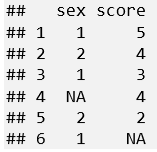 ##   sex score
## 1   1     5
## 2   2     4
## 3   1     3
## 4  NA     4
## 5   2     2
## 6   1    NA